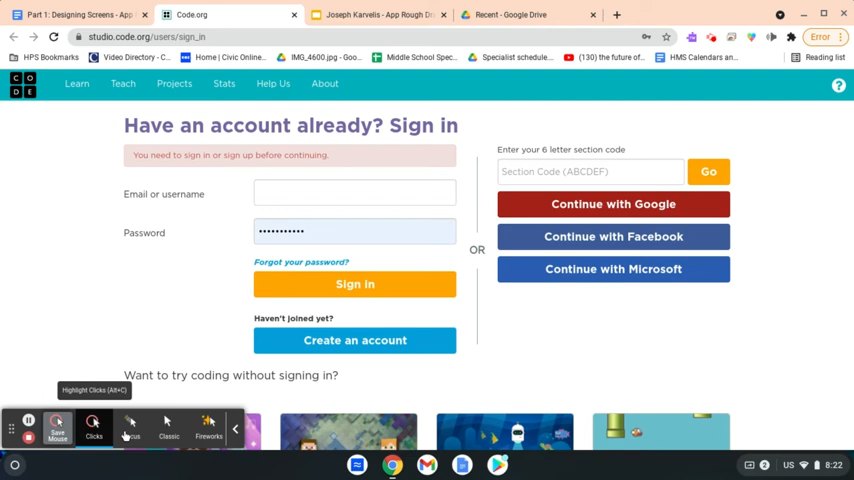 Part 1: Designing Screens - App
Code.org
Joseph Karvelis - App Rough Dr
Recent - Google Drive
studio.code.org/users/sign_in
Error
HPS Bookmarks
Video Directory - C...
Home | Civic Online...
IMG_4600.jpg - Goo...
Middle School Spec...
Specialist schedule....
(130) the future of...
HMS Calendars an...
Reading list
CO
DE
Learn
Teach
Projects
Stats
Help Us
About
?
Have an account already? Sign in
You need to sign in or sign up before continuing.
Email or username
Password
•••••••••••
Forgot your password?
Sign in
Haven't joined yet?
Create an account
OR
Enter your 6 letter section code
Section Code (ABCDEF)
Go
Continue with Google
Continue with Facebook
Continue with Microsoft
Want to try coding without signing in?
Highlight Clicks (Alt+C)
Save
Mouse
Clicks
Classic
Fireworks
2
US
8:22